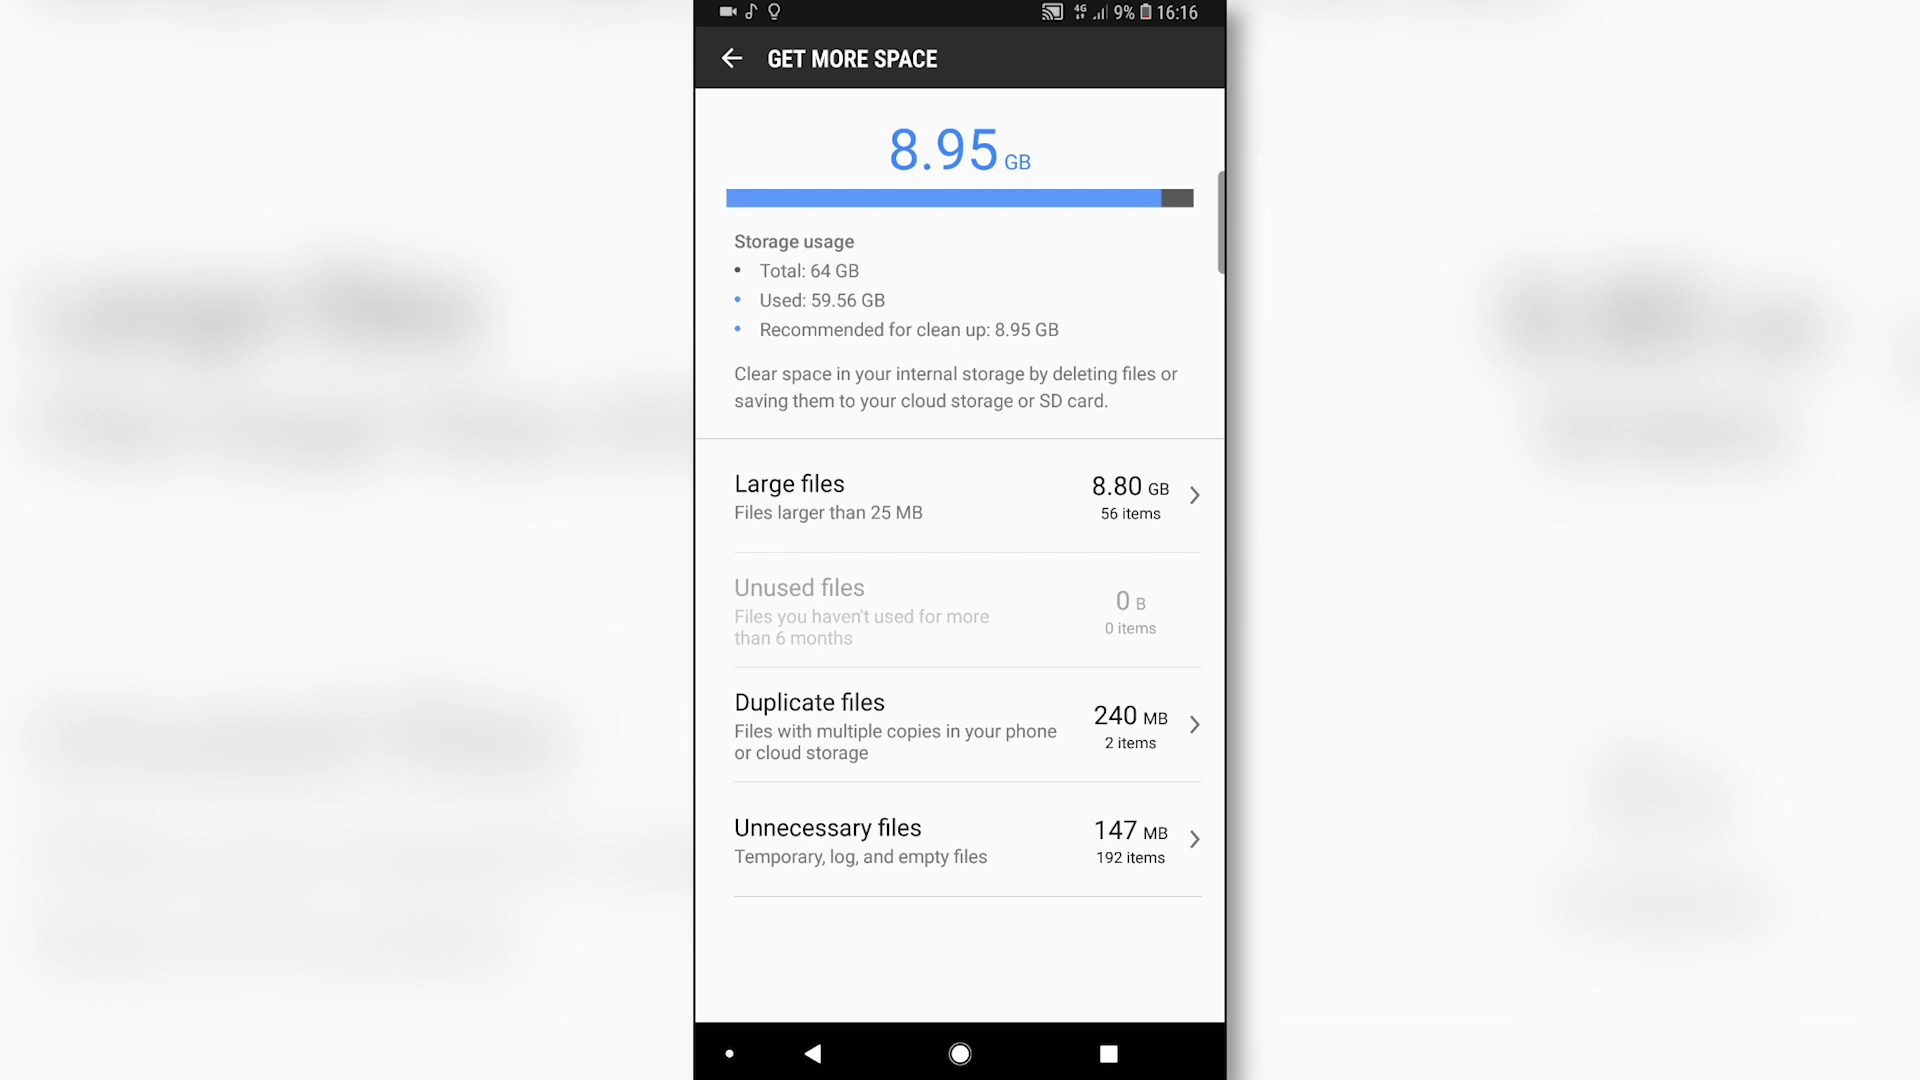 4G 9% 16:16
GET MORE SPACE
8.95 GB
Storage usage
• Total: 64 GB
• Used: 59.56 GB
• Recommended for clean up: 8.95 GB
Clear space in your internal storage by deleting files or
saving them to your cloud storage or SD card.
Large files
8.80 GB
Files larger than 25 MB
56 items
Unused files
0 B
Files you haven't used for more
than 6 months
0 items
Duplicate files
240 MB
Files with multiple copies in your phone
or cloud storage
2 items
Unnecessary files
147 MB
Temporary, log, and empty files
192 items